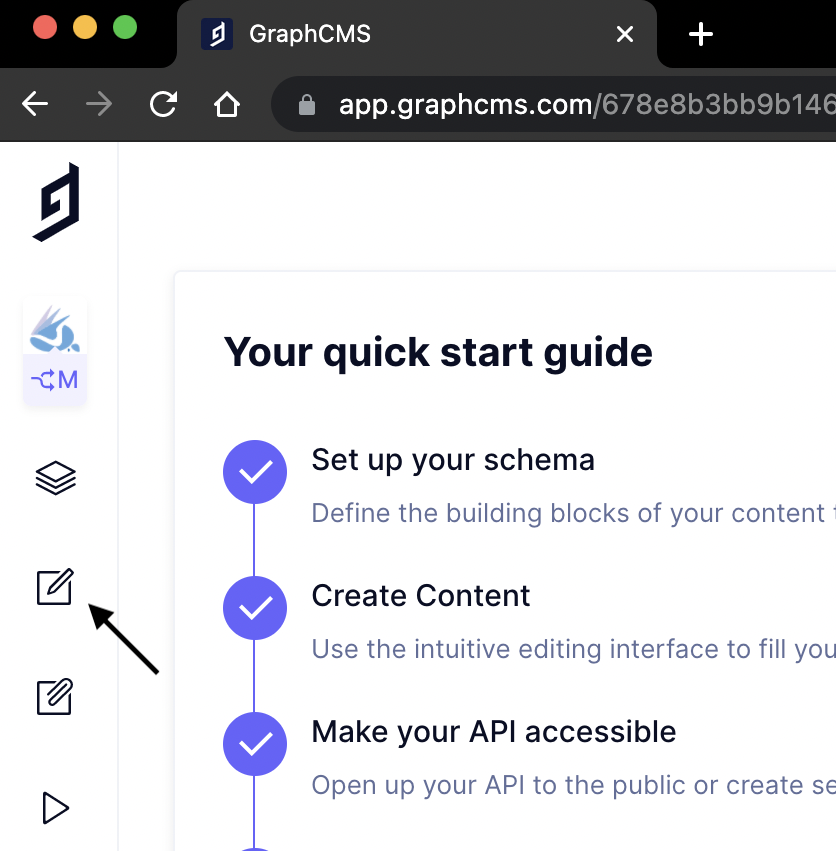 GraphCMS
app.graphcms.com/678e8b3bb9b146
Your quick start guide
M
Set up your schema
Define the building blocks of your content
Create Content
Use the intuitive editing interface to fill you
Make your API accessible
Open up your API to the public or create se